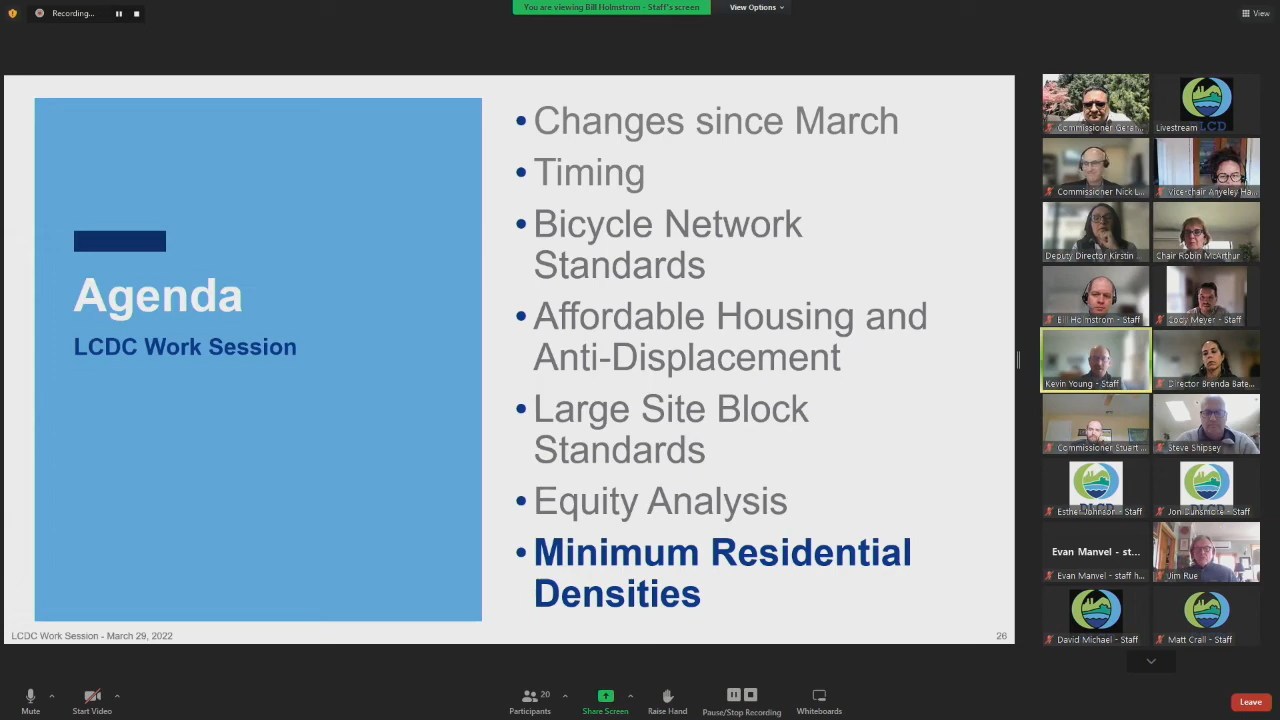 Recording...
You are viewing Bill Holmstrom - Staff's screen
View Options
View
Agenda
LCDC Work Session
• Changes since March
• Timing
• Bicycle Network
Standards
• Affordable Housing and
Anti-Displacement
• Large Site Block
Standards
• Equity Analysis
• Minimum Residential
Densities
LCDC Work Session - March 29, 2022
26
Commissioner Gerar...
Livestream
Commissioner Nick L...
Vice-chair Anyeley Ha...
Deputy Director Kirstin ...
Chair Robin McArthur
Bill Holmstrom - Staff
Cody Meyer - Staff
Kevin Young - Staff
Director Brenda Bate...
Commissioner Stuart ...
Steve Shipsey
Esther Johnson - Staff
Jon Dunsmore - Staff
Evan Manvel - st...
Evan Manvel - staff h...
Jim Rue
David Michael - Staff
Matt Crall - Staff
Mute
Start Video
Participants
20
Share Screen
Raise Hand
Pause/Stop Recording
Whiteboards
Leave